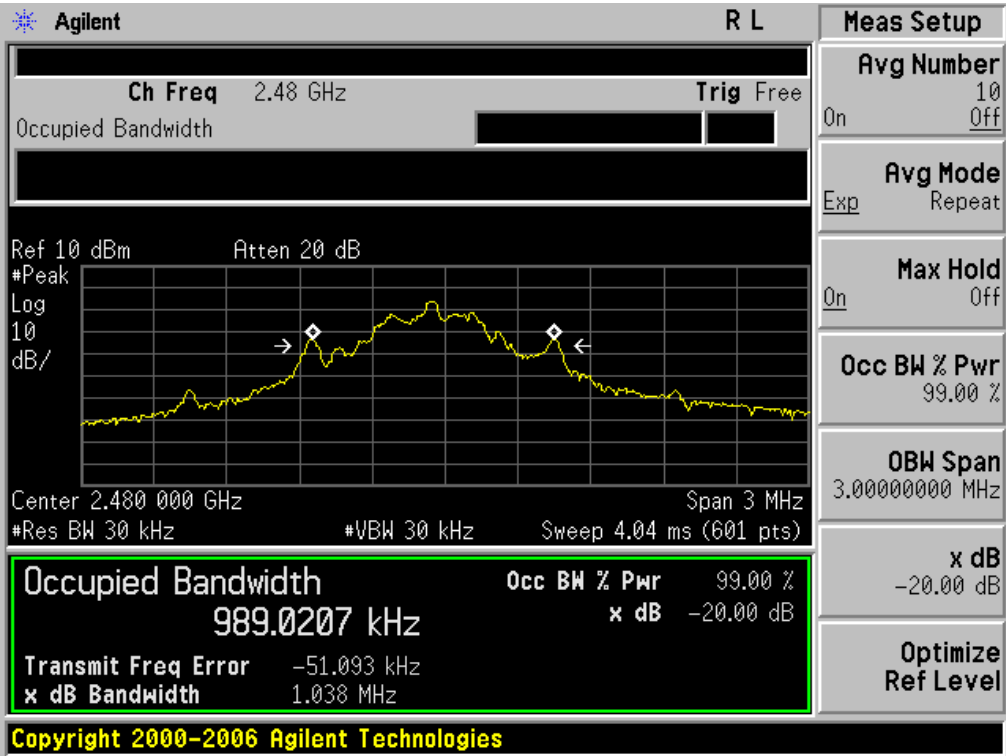 Agilent R L
Ch Freq 2.48 GHz Trig Free
Occupied Bandwidth
Ref 10 dBm Atten 20 dB
#Peak
Log
10
dB/
Center 2.480 000 GHz Span 3 MHz
#Res BW 30 kHz #VBW 30 kHz Sweep 4.04 ms (601 pts)
Occupied Bandwidth Occ BW % Pwr 99.00 %
989.0207 kHz x dB -20.00 dB
Transmit Freq Error -51.093 kHz
x dB Bandwidth 1.038 MHz
Copyright 2000-2006 Agilent Technologies
Meas Setup
Avg Number
10
On Off
Avg Mode
Exp Repeat
Max Hold
On Off
Occ BW % Pwr
99.00 %
OBW Span
3.00000000 MHz
x dB
-20.00 dB
Optimize
Ref Level